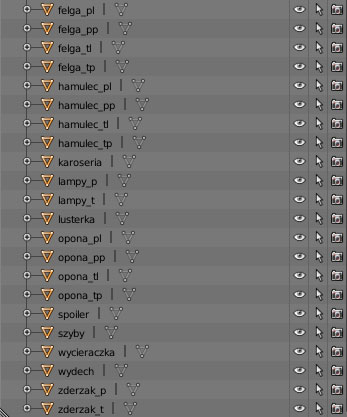 felga_pl
felga_pp
felga_tl
felga_tp
hamulec_pl
hamulec_pp
hamulec_tl
hamulec_tp
karoseria
lampy_p
lampy_t
lusterka
opona_pl
opona_pp
opona_tl
opona_tp
spoiler
szyby
wycieraczka
wydech
zderzak_p
zderzak_t